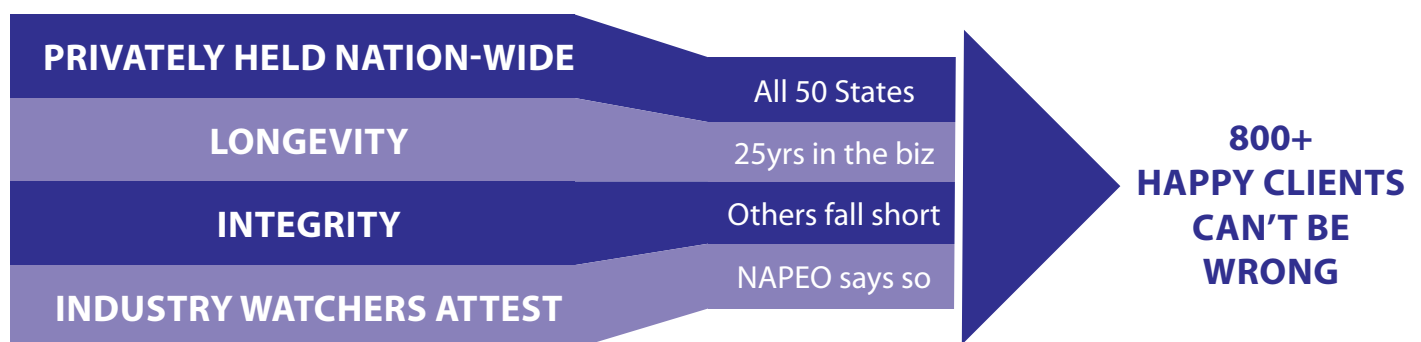 PRIVATELY HELD NATION-WIDE
All 50 States
LONGEVITY
25yrs in the biz
INTEGRITY
Others fall short
INDUSTRY WATCHERS ATTEST
NAPEO says so
800+
HAPPY CLIENTS
CAN’T BE
WRONG